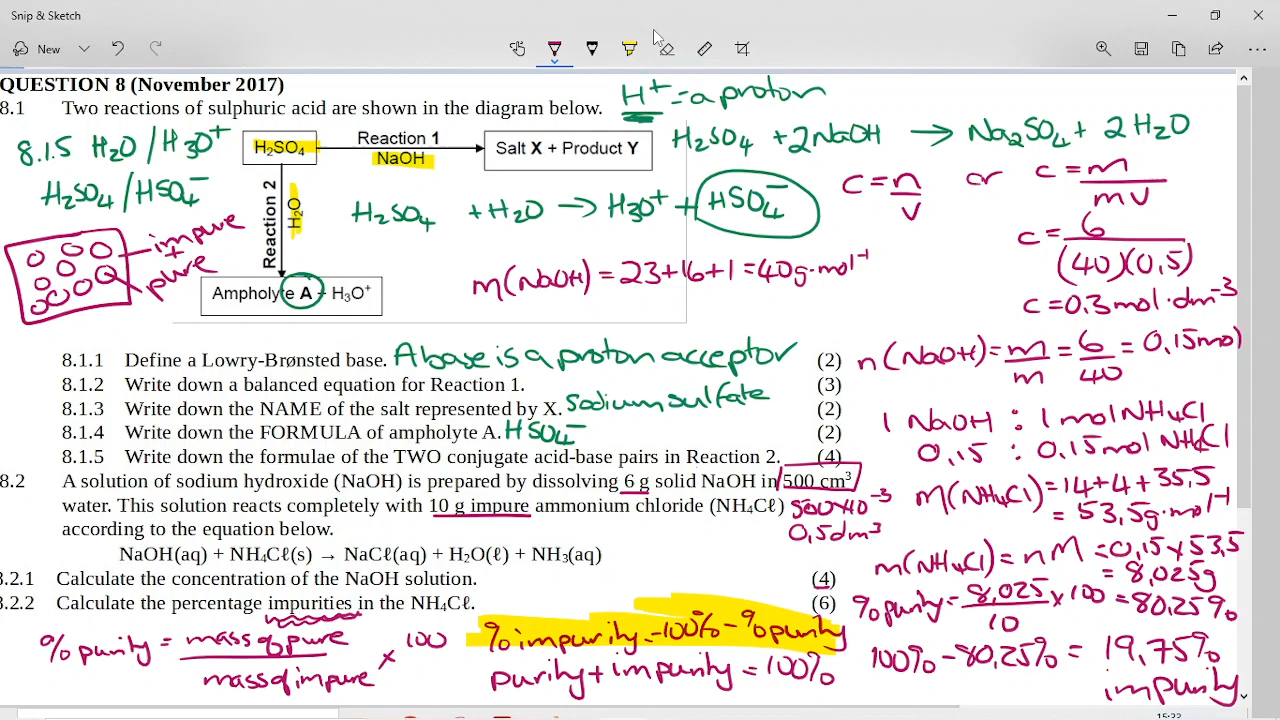 Snip & Sketch
New
QUESTION 8 (November 2017)
8.1 Two reactions of sulphuric acid are shown in the diagram below.
H⁺ = a proton
8.1.5 H₂O / H₃O⁺
H₂SO₄ / HSO₄⁻
H₂SO₄
Reaction 1
NaOH
Salt X + Product Y
H₂SO₄ + 2NaOH → Na₂SO₄ + 2H₂O
Reaction 2
H₂O
H₂SO₄ + H₂O → H₃O⁺ + HSO₄⁻
impure
+
pure
Ampholyte A + H₃O⁺
m(NaOH) = 23+16+1 = 40g·mol⁻¹
c = n/v or c = m/mv
c = 6/(40)(0,5)
c = 0.3mol·dm⁻³
8.1.1 Define a Lowry-Brønsted base. A base is a proton acceptor (2)
8.1.2 Write down a balanced equation for Reaction 1. (3)
8.1.3 Write down the NAME of the salt represented by X. sodium sulfate (2)
8.1.4 Write down the FORMULA of ampholyte A. HSO₄⁻ (2)
8.1.5 Write down the formulae of the TWO conjugate acid-base pairs in Reaction 2. (4)
n(NaOH) = m/m = 6/40 = 0,15mol
1 NaOH : 1 mol NH₄Cl
0,15 : 0,15mol NH₄Cl
8.2 A solution of sodium hydroxide (NaOH) is prepared by dissolving 6 g solid NaOH in 500 cm³
water. This solution reacts completely with 10 g impure ammonium chloride (NH₄Cℓ)
according to the equation below.
500×10⁻³
0,5dm³
NaOH(aq) + NH₄Cℓ(s) → NaCℓ(aq) + H₂O(ℓ) + NH₃(aq)
m(NH₄Cl) = 14+4+35,5
= 53,5g·mol⁻¹
m(NH₄Cl) = nM = 0,15×53,5
= 8,025g
8.2.1 Calculate the concentration of the NaOH solution. (4)
8.2.2 Calculate the percentage impurities in the NH₄Cℓ. (6)
% purity = 8,025/10 × 100 = 80,25%
% purity = mass of pure/mass of impure × 100
% impurity = 100% - % purity
purity + impurity = 100%
100% - 80,25% = 19,75%
impurity
15:32